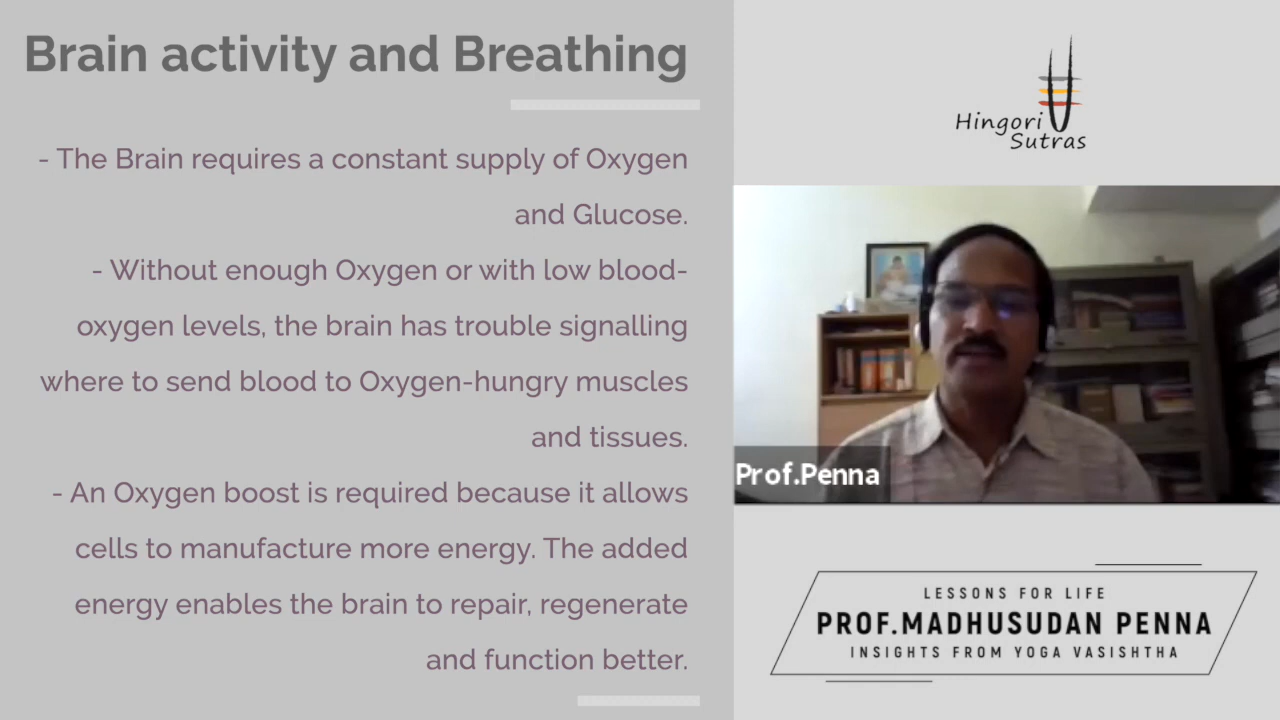 Brain activity and Breathing
- The Brain requires a constant supply of Oxygen
and Glucose.
- Without enough Oxygen or with low blood-
oxygen levels, the brain has trouble signalling
where to send blood to Oxygen-hungry muscles
and tissues.
- An Oxygen boost is required because it allows
cells to manufacture more energy. The added
energy enables the brain to repair, regenerate
and function better.
Hingori
Sutras
Prof.Penna
LESSONS FOR LIFE
PROF.MADHUSUDAN PENNA
INSIGHTS FROM YOGA VASISHTHA